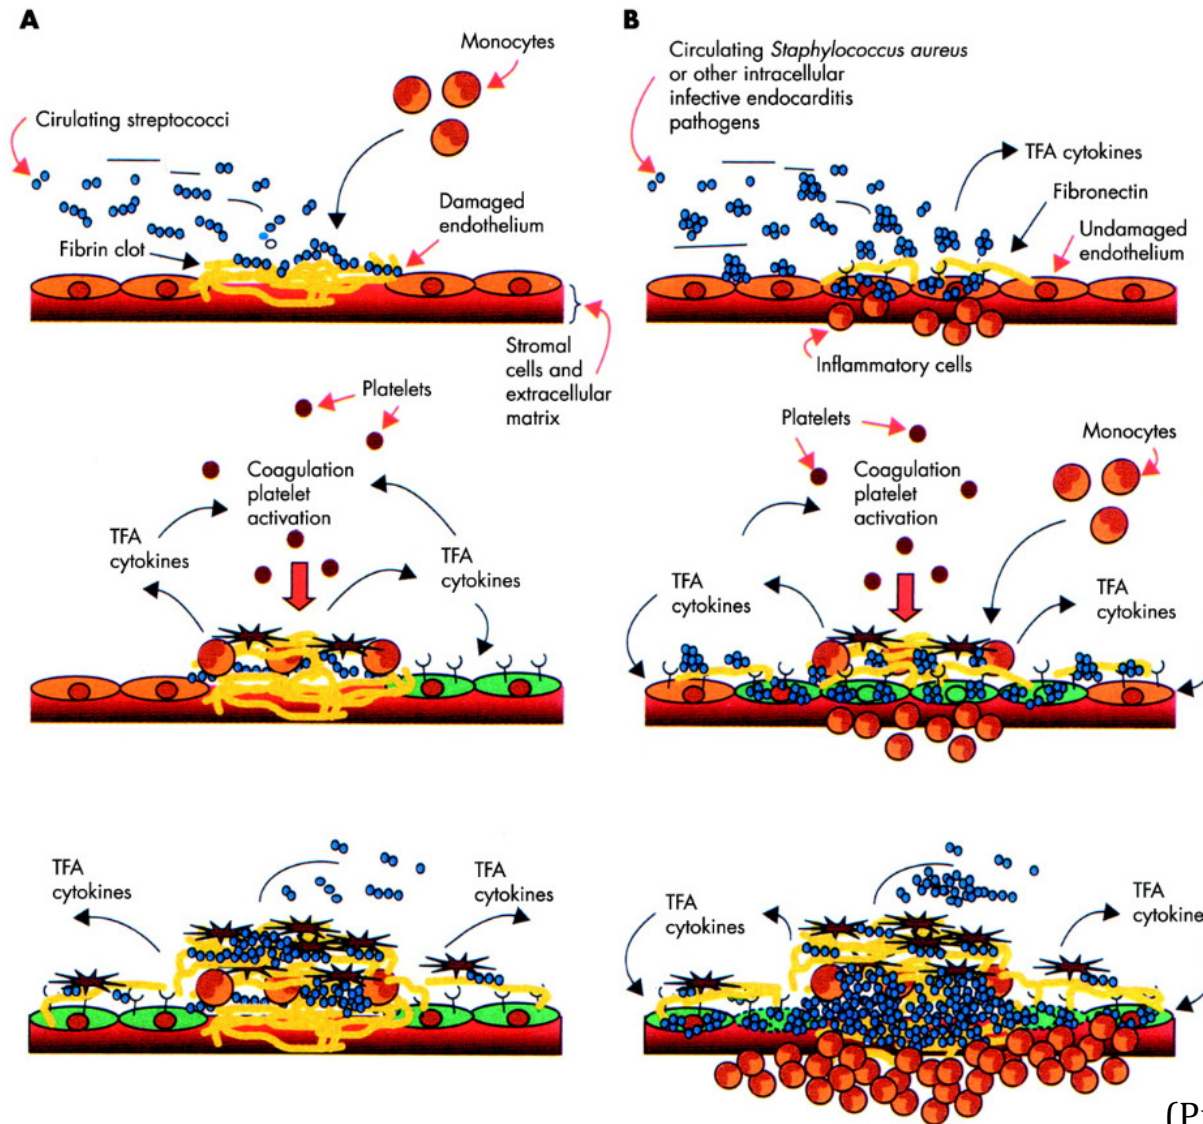 A
Monocytes
Cirulating streptococci
Damaged
endothelium
Fibrin clot
Stromal
cells and
extracellular
matrix
Platelets
Coagulation
platelet
activation
TFA
cytokines
TFA
cytokines
TFA
cytokines
TFA
cytokines
B
Circulating Staphylococcus aureus
or other intracellular
infective endocarditis
pathogens
TFA cytokines
Fibronectin
Undamaged
endothelium
Inflammatory cells
Platelets
Monocytes
Coagulation
platelet
activation
TFA
cytokines
TFA
cytokines
TFA
cytokines
TFA
cytokine